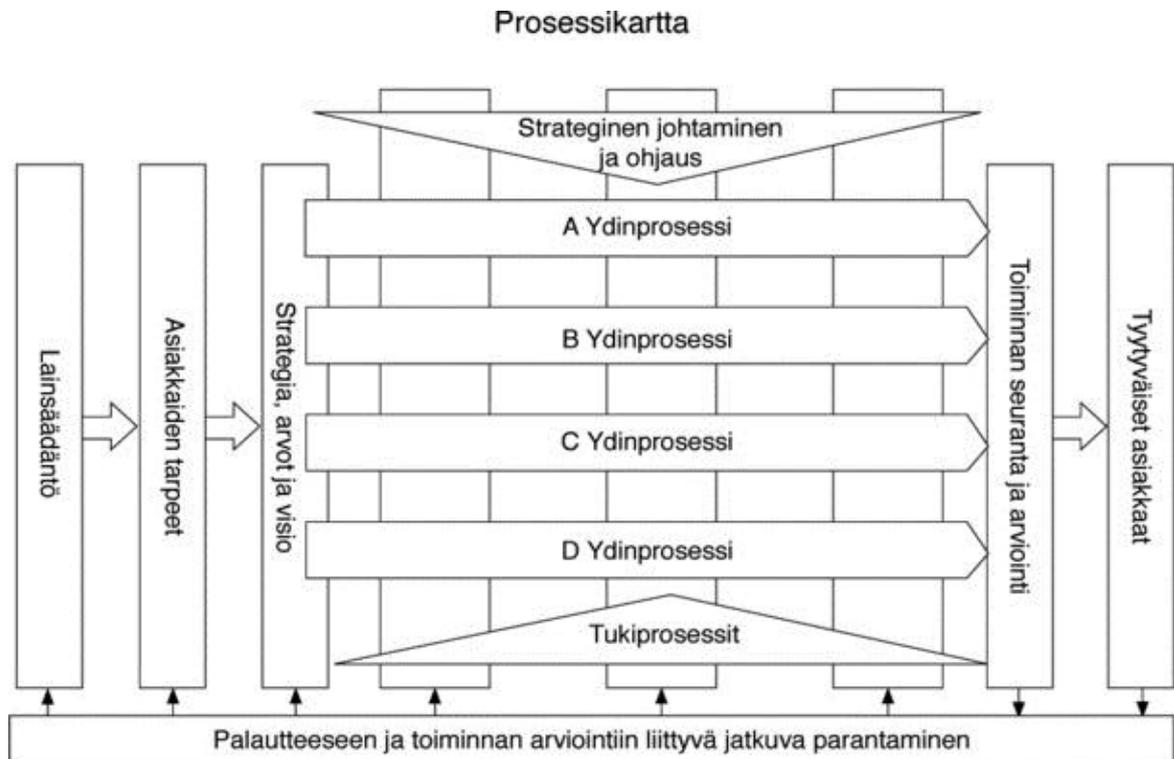 Prosessikartta
Strateginen johtaminen
ja ohjaus
Lainsäädäntö
Asiakkaiden tarpeet
Strategia, arvot ja visio
A Ydinprosessi
B Ydinprosessi
C Ydinprosessi
D Ydinprosessi
Tukiprosessit
Toiminnan seuranta ja arviointi
Tyytyväiset asiakkaat
Palautteeseen ja toiminnan arviointiin liittyvä jatkuva parantaminen